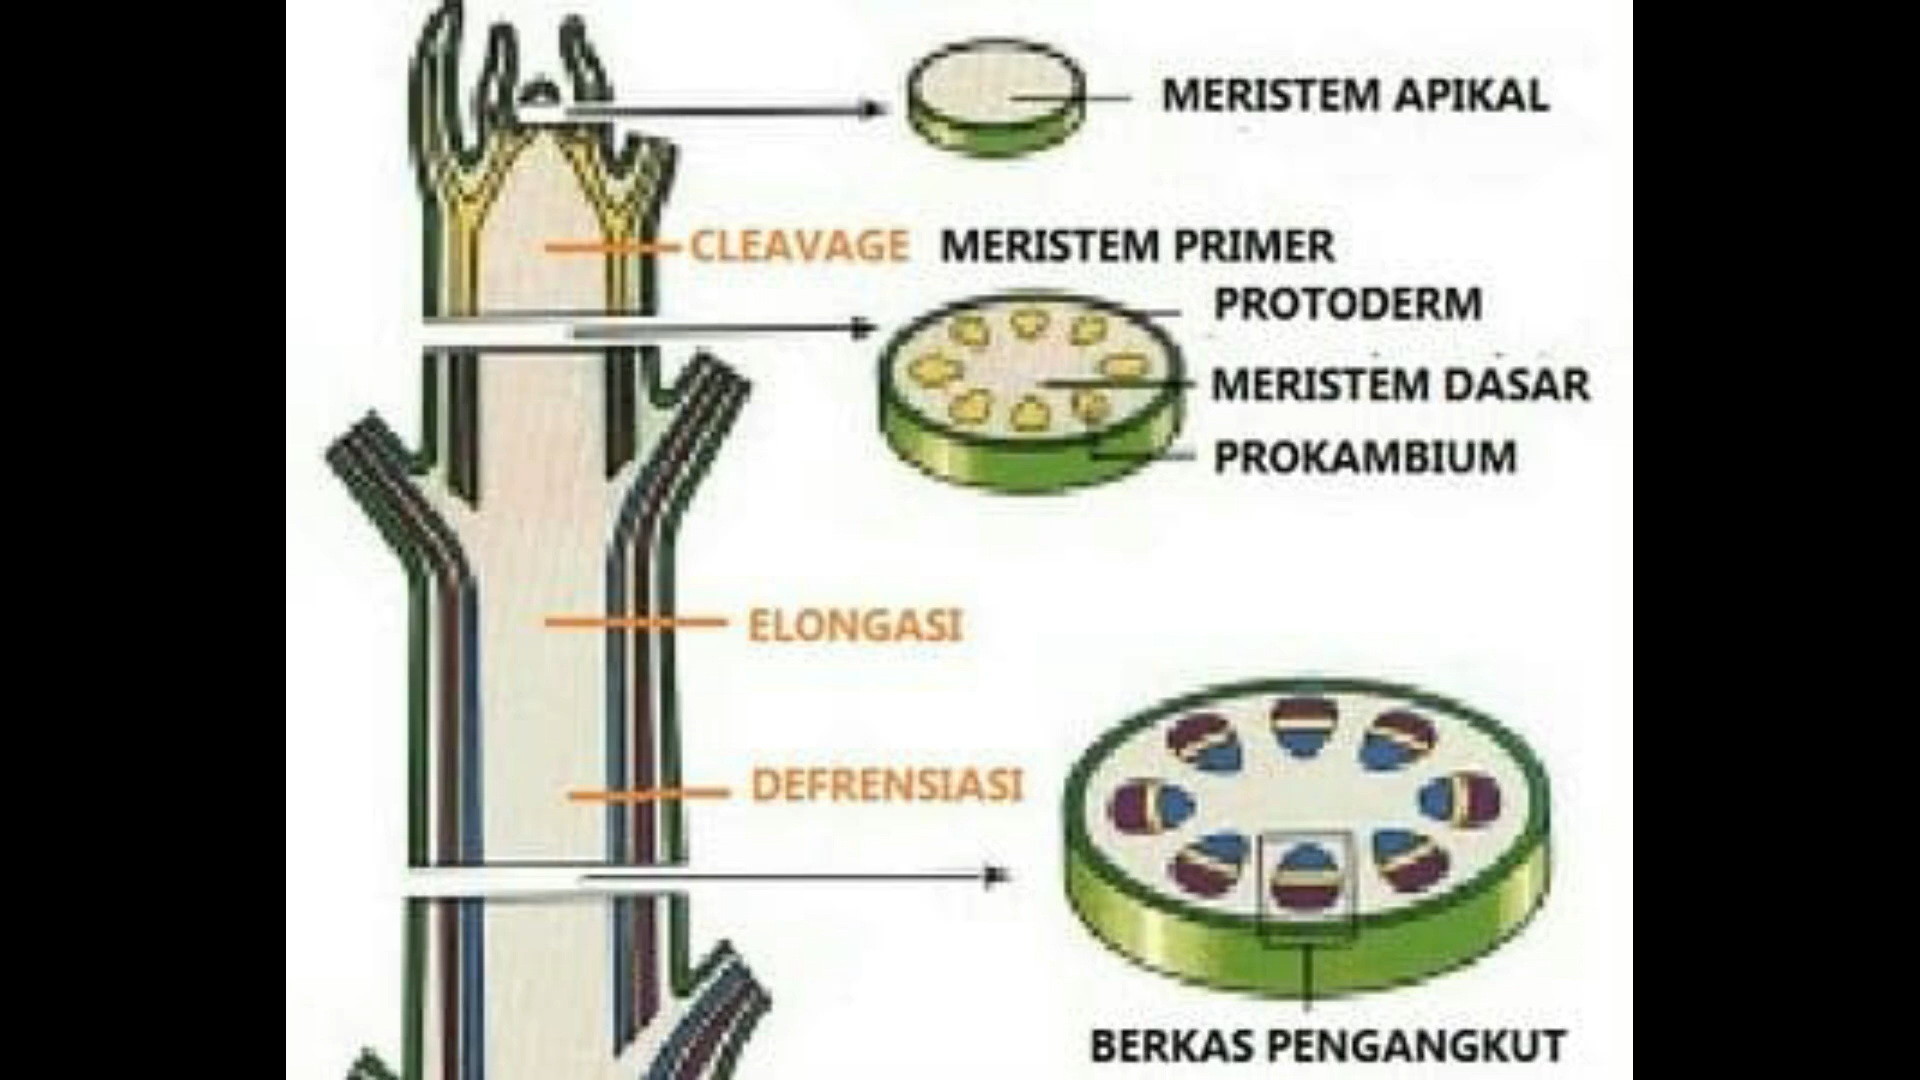 MERISTEM APIKAL
CLEAVAGE MERISTEM PRIMER
PROTODERM
MERISTEM DASAR
PROKAMBIUM
ELONGASI
DEFRENSIASI
BERKAS PENGANGKUT